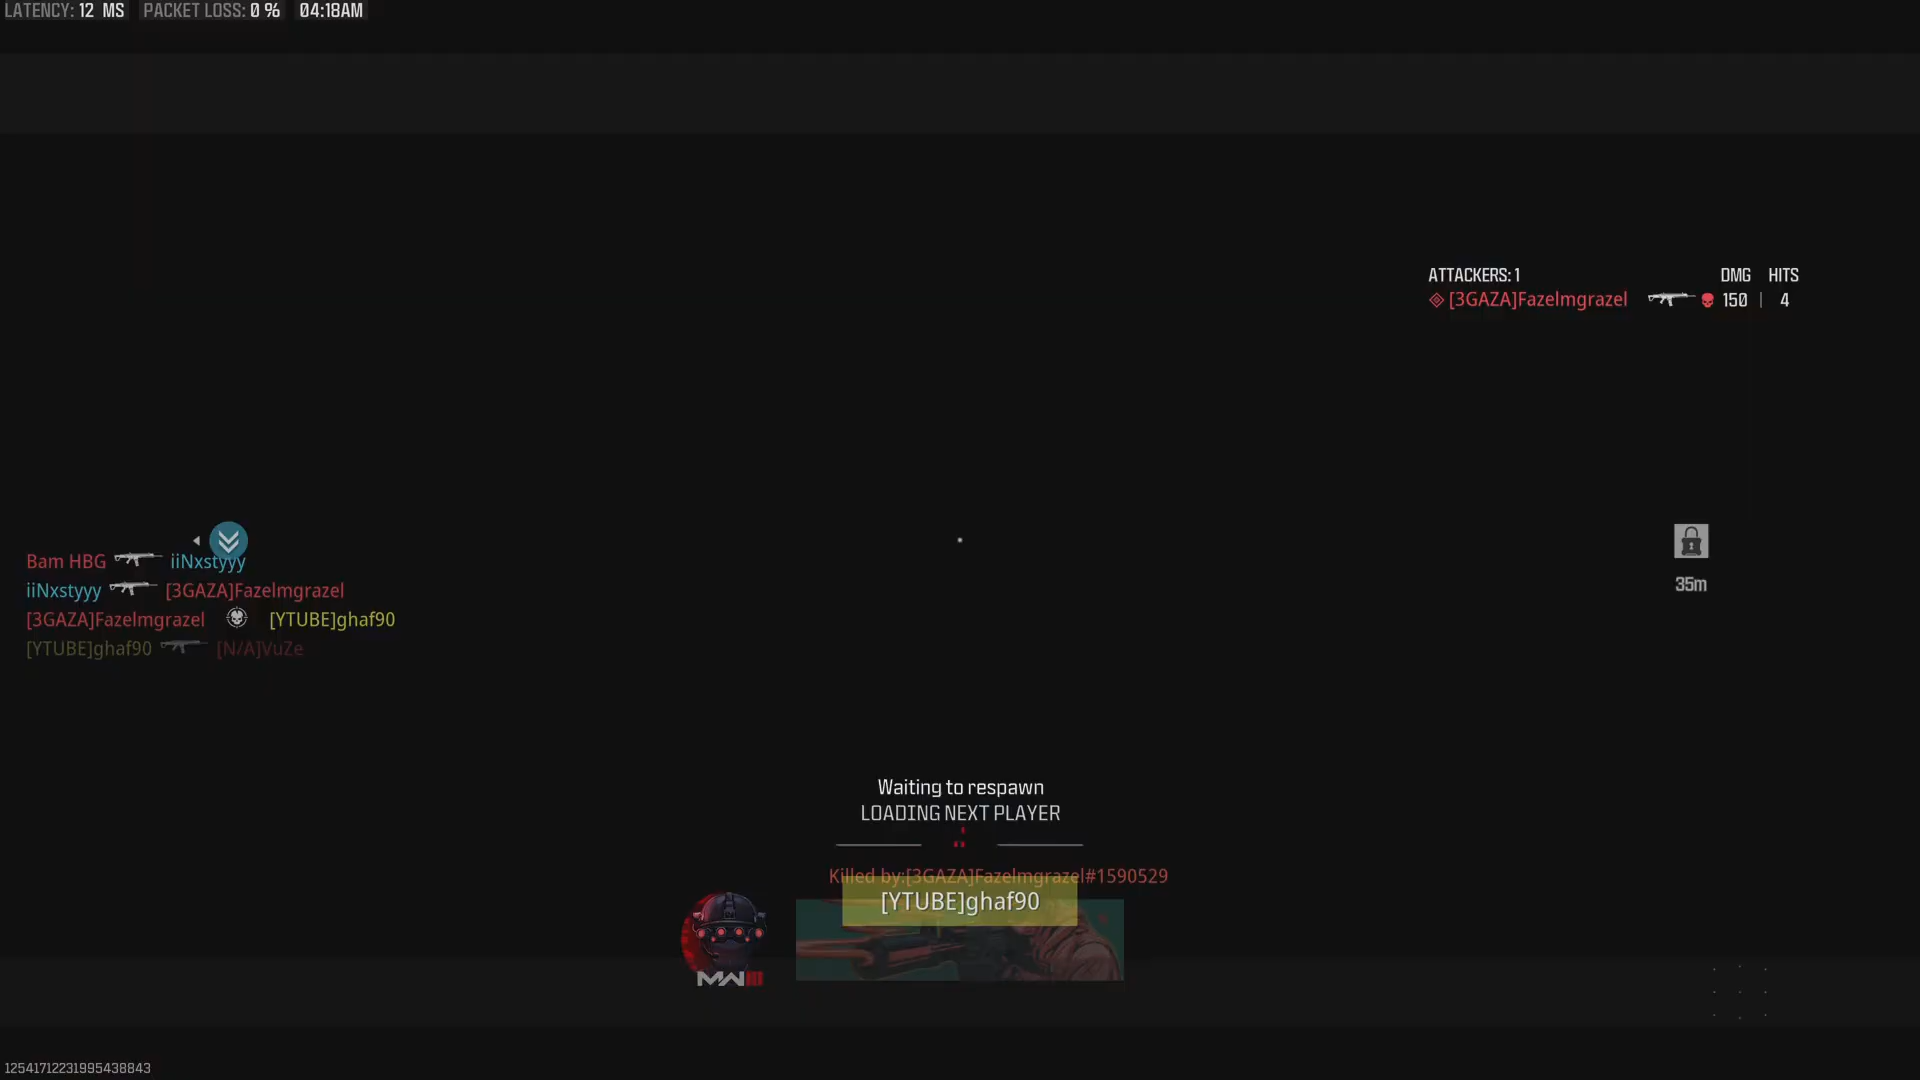 LATENCY: 12 MS PACKET LOSS: 0 % 04:18AM
ATTACKERS: 1 DMG HITS
[3GAZA]Fazelmgrazel 150 | 4
Bam HBG iiNxstyyy
iiNxstyyy [3GAZA]Fazelmgrazel
[3GAZA]Fazelmgrazel [YTUBE]ghaf90
[YTUBE]ghaf90 [N/A]VuZe
35m
Waiting to respawn
LOADING NEXT PLAYER
Killed by:[3GAZA]Fazelmgrazel#1590529
[YTUBE]ghaf90
MWIII
12541712231995438843